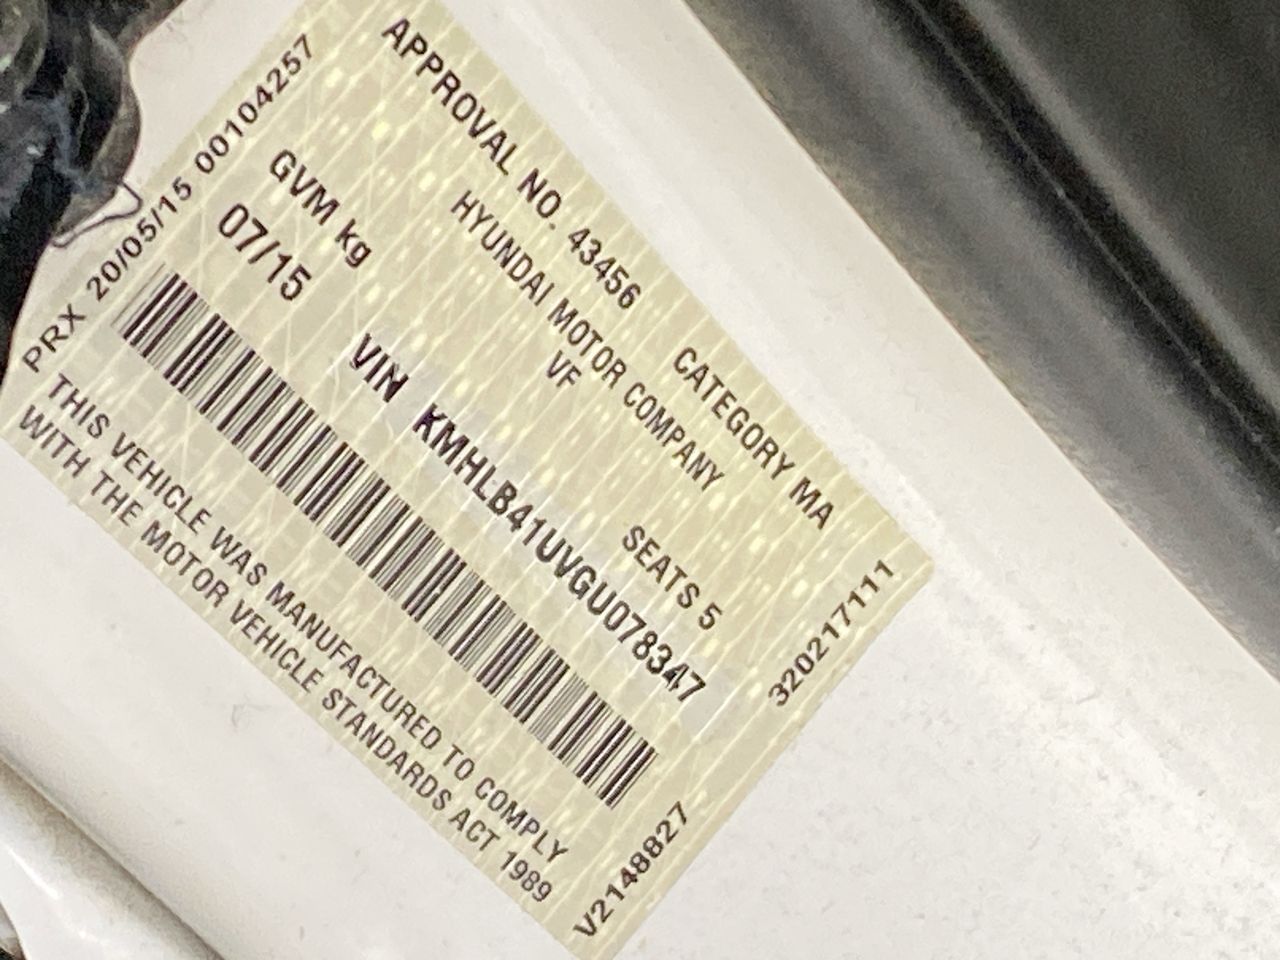 APPROVAL NO. 43456 CATEGORY MA
HYUNDAI MOTOR COMPANY
VF
GVM kg SEATS 5
07/15 VIN KMHLB41UVGU078347
THIS VEHICLE WAS MANUFACTURED TO COMPLY
WITH THE MOTOR VEHICLE STANDARDS ACT 1989
PRX 20/05/15 00104257
V2148827 320217111